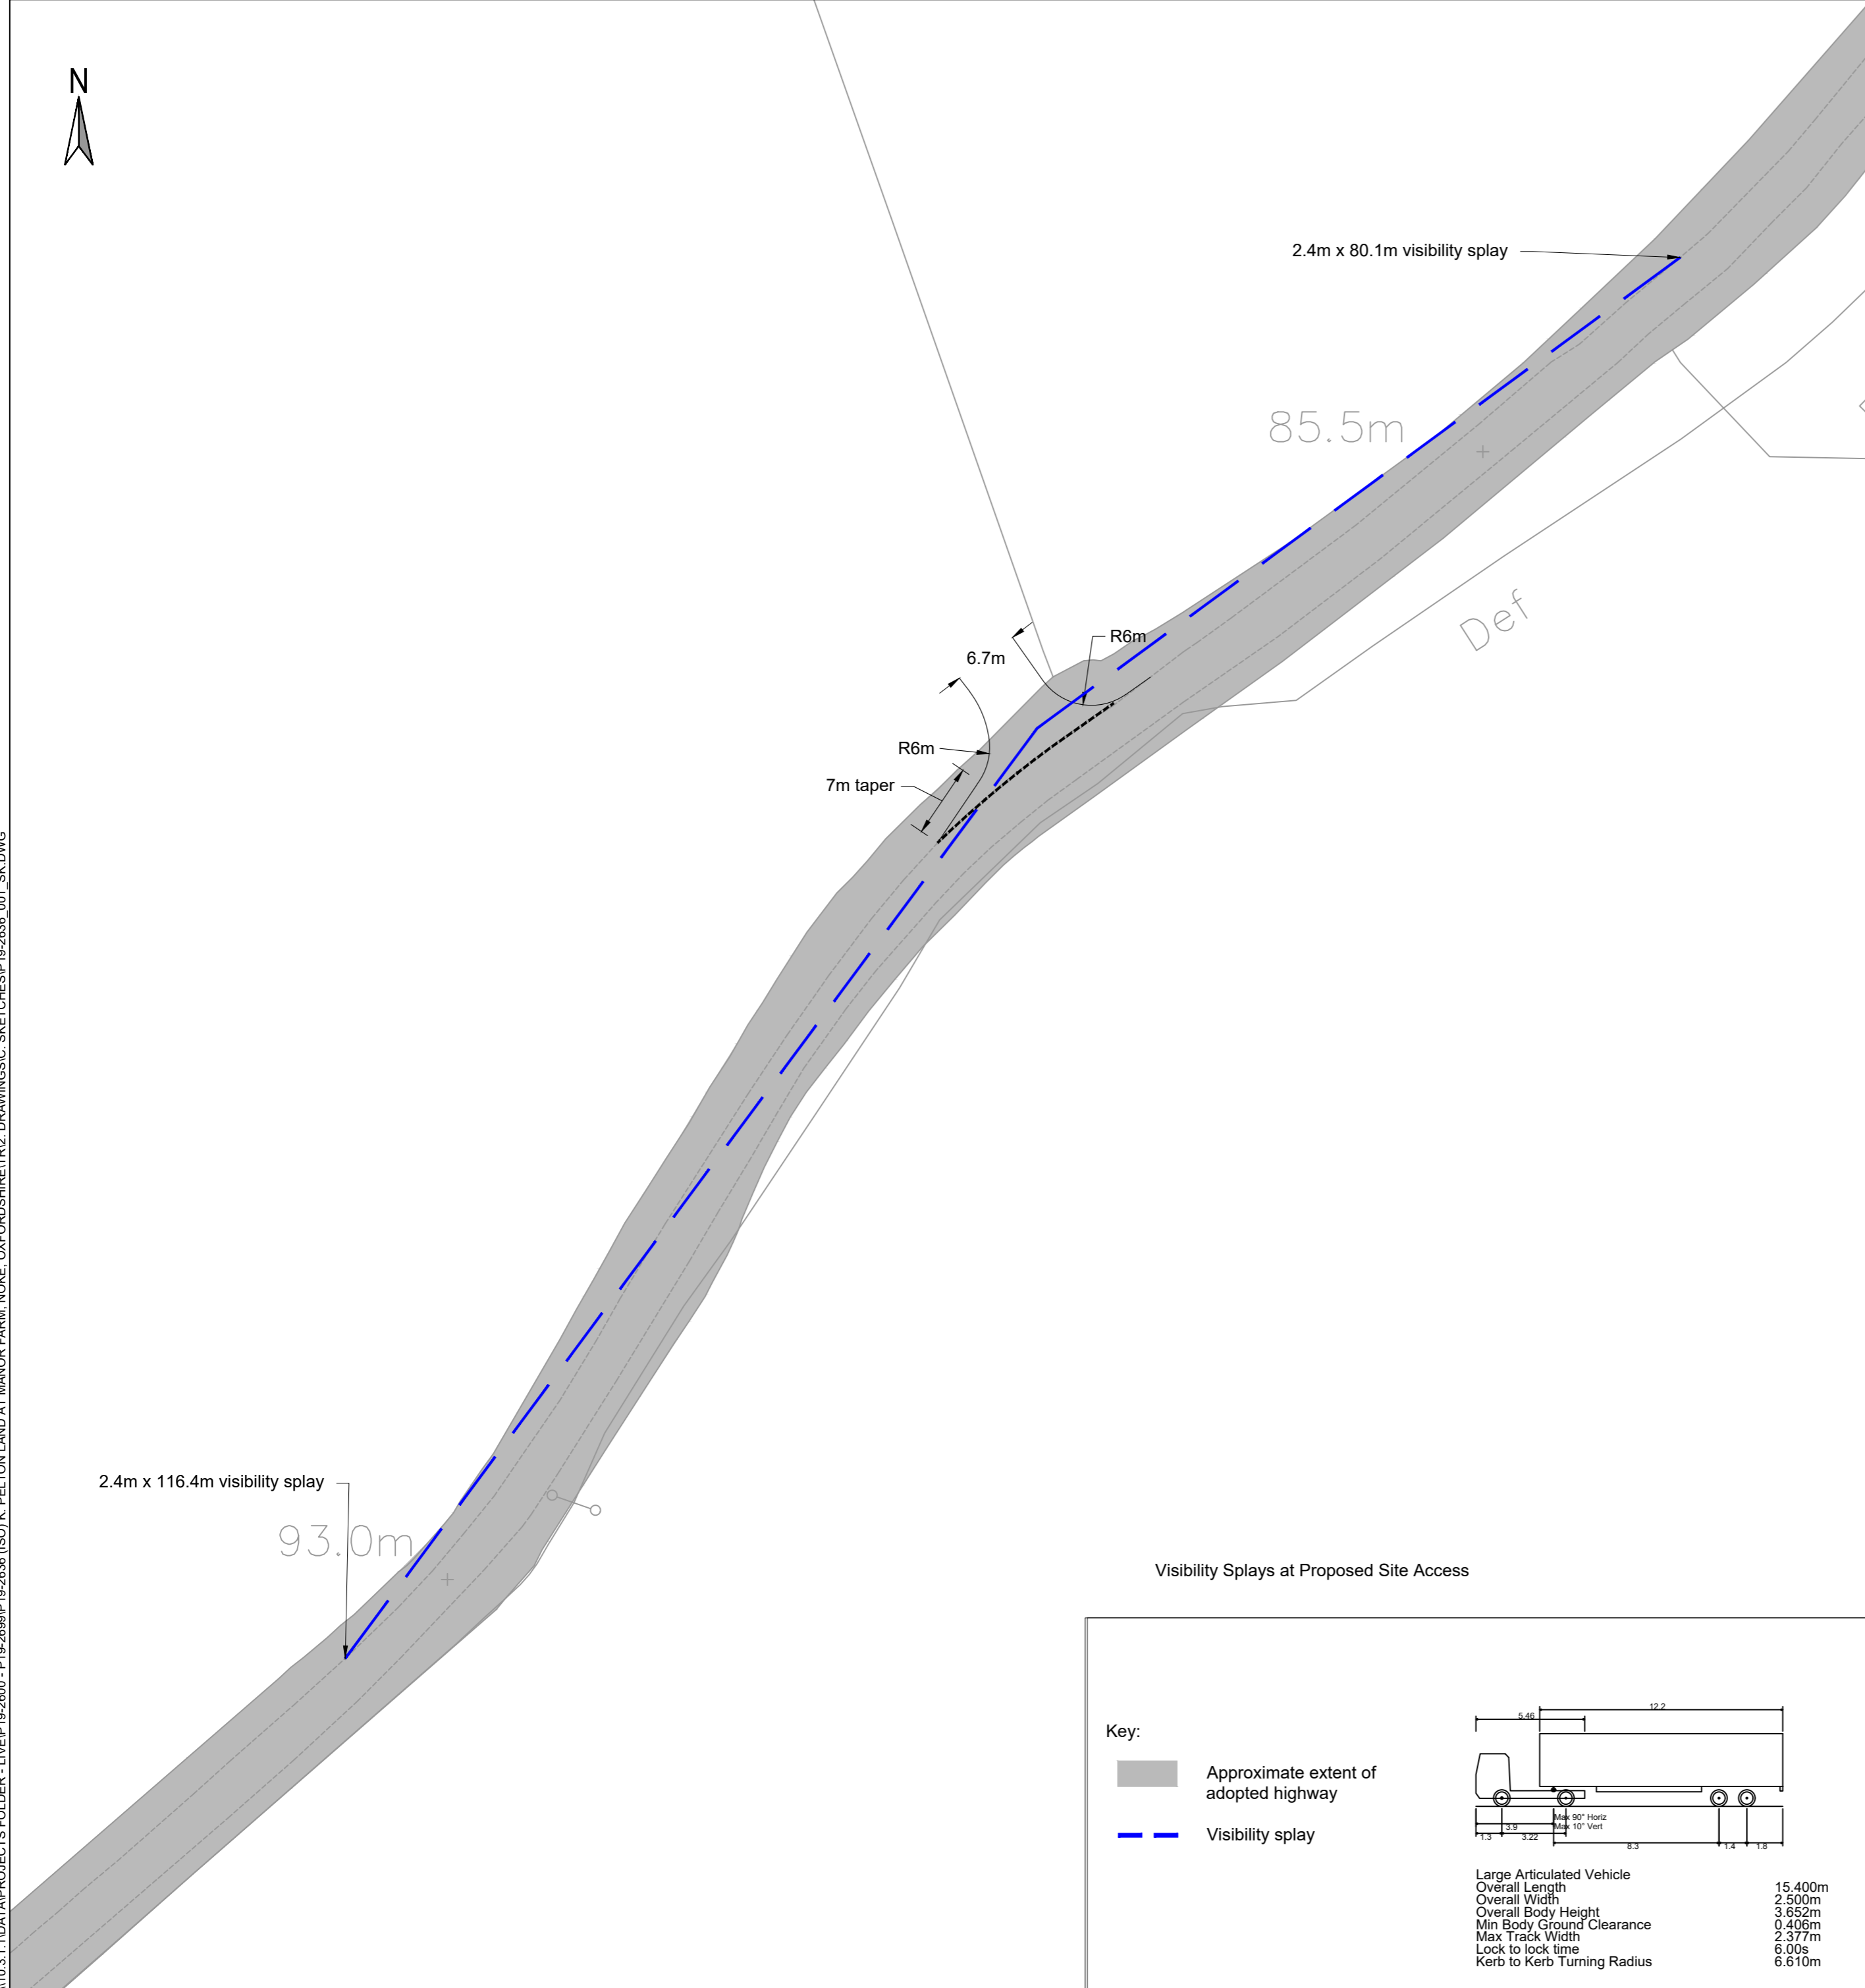 N
2.4m x 80.1m visibility splay
85.5m
Def
R6m
6.7m
R6m
7m taper
2.4m x 116.4m visibility splay
93.0m
Visibility Splays at Proposed Site Access
Key:
Approximate extent of
adopted highway
Visibility splay
12.2
5.46
Max 90° Horiz
Max 10° Vert
3.9
1.3
3.22
8.3
1.4
1.8
Large Articulated Vehicle
Overall Length 15.400m
Overall Width 2.500m
Overall Body Height 3.652m
Min Body Ground Clearance 0.406m
Max Track Width 2.377m
Lock to lock time 6.00s
Kerb to Kerb Turning Radius 6.610m